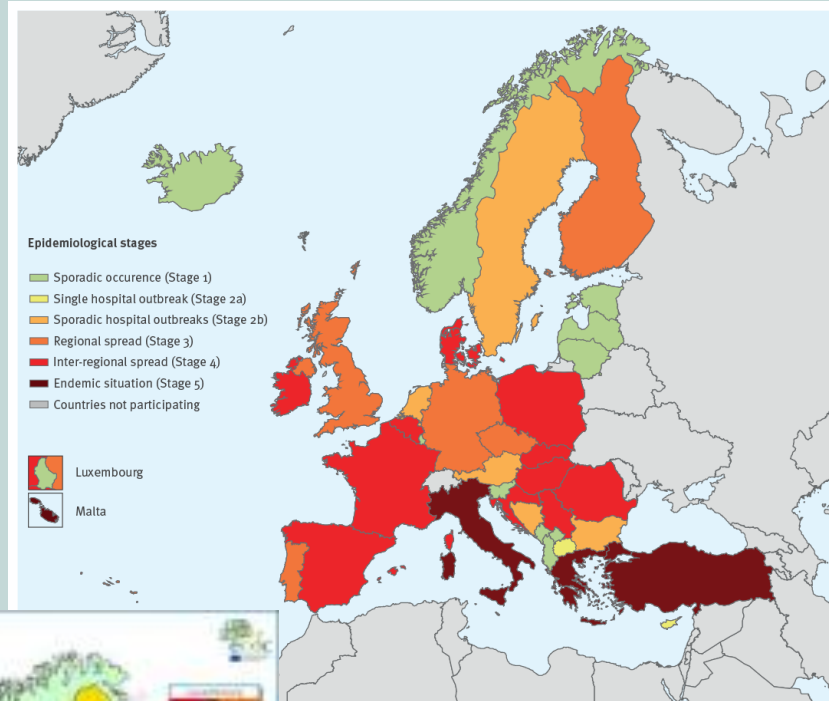 Epidemiological stages
Sporadic occurence (Stage 1)
Single hospital outbreak (Stage 2a)
Sporadic hospital outbreaks (Stage 2b)
Regional spread (Stage 3)
Inter-regional spread (Stage 4)
Endemic situation (Stage 5)
Countries not participating
Luxembourg
Malta